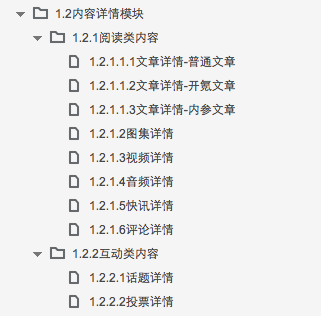 1.2内容详情模块
1.2.1阅读类内容
1.2.1.1.1文章详情-普通文章
1.2.1.1.2文章详情-开氪文章
1.2.1.1.3文章详情-内参文章
1.2.1.2图集详情
1.2.1.3视频详情
1.2.1.4音频详情
1.2.1.5快讯详情
1.2.1.6评论详情
1.2.2互动类内容
1.2.2.1话题详情
1.2.2.2投票详情